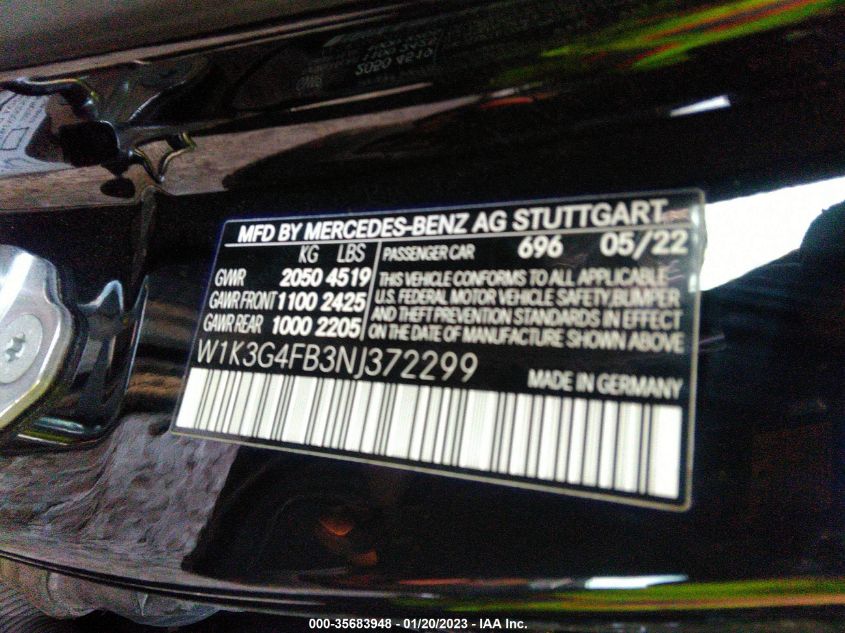 MFD BY MERCEDES-BENZ AG STUTTGART
KG LBS
GWR 2050 4519
GAWR FRONT 1100 2425
GAWR REAR 1000 2205
PASSENGER CAR 696 05/22
THIS VEHICLE CONFORMS TO ALL APPLICABLE
U.S. FEDERAL MOTOR VEHICLE SAFETY, BUMPER
AND THEFT PREVENTION STANDARDS IN EFFECT
ON THE DATE OF MANUFACTURE SHOWN ABOVE
W1K3G4FB3NJ372299
MADE IN GERMANY
000-35683948 - 01/20/2023 - IAA Inc.